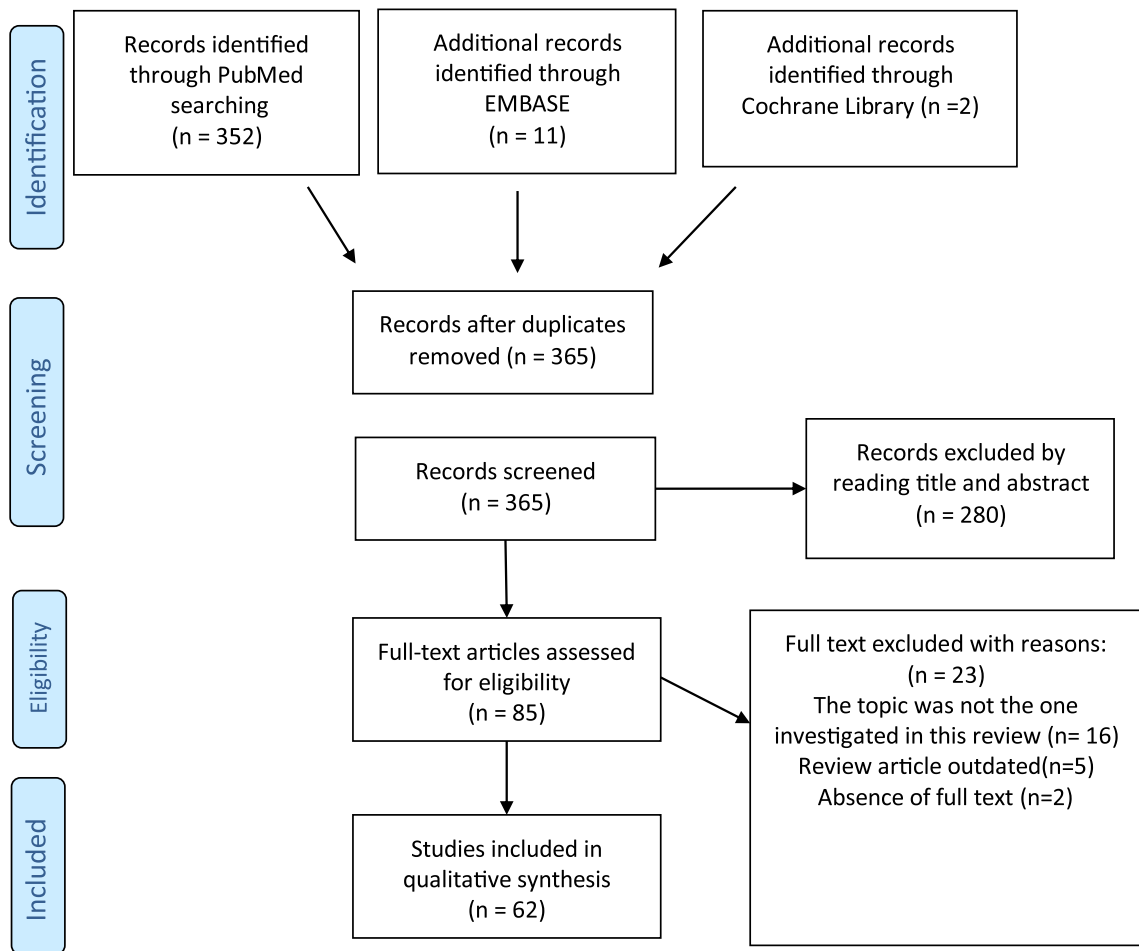 Identification
Records identified
through PubMed
searching
(n = 352)
Additional records
identified through
EMBASE
(n = 11)
Additional records
identified through
Cochrane Library (n =2)
Screening
Records after duplicates
removed (n = 365)
Records screened
(n = 365)
Records excluded by
reading title and abstract
(n = 280)
Eligibility
Full-text articles assessed
for eligibility
(n = 85)
Full text excluded with reasons:
(n = 23)
The topic was not the one
investigated in this review (n= 16)
Review article outdated(n=5)
Absence of full text (n=2)
Included
Studies included in
qualitative synthesis
(n = 62)